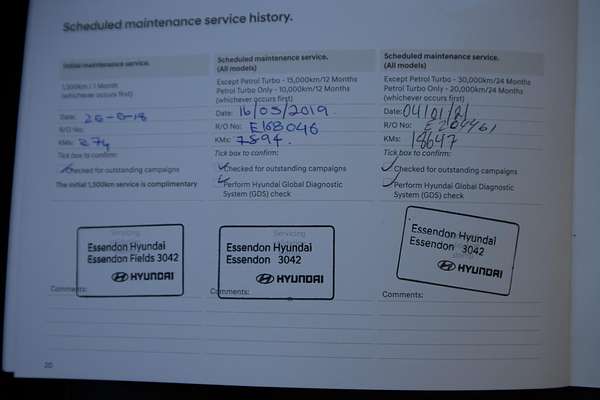 Scheduled maintenance service history.
Initial maintenance service.
1,500km / 1 Month
(whichever occurs first)
Date:
R/O No:
KMs: 274
Tick box to confirm:
Checked for outstanding campaigns
The initial 1,500km service is complimentary
Servicing
Essendon Hyundai
Essendon Fields 3042
HYUNDAI
Comments:
Scheduled maintenance service.
(All models)
Except Petrol Turbo - 15,000km/12 Months
Petrol Turbo Only - 10,000km/12 Months
(whichever occurs first)
Date: 16/05/2019
R/O No: E168046
KMs: 7594
Tick box to confirm:
Checked for outstanding campaigns
Perform Hyundai Global Diagnostic
System (GDS) check
Servicing
Essendon Hyundai
Essendon 3042
HYUNDAI
Comments:
Scheduled maintenance service.
(All models)
Except Petrol Turbo - 30,000km/24 Months
Petrol Turbo Only - 20,000km/24 Months
(whichever occurs first)
Date: 04/01/21
R/O No:
KMs: 18647
Tick box to confirm:
Checked for outstanding campaigns
Perform Hyundai Global Diagnostic
System (GDS) check
Essendon Hyundai
Essendon 3042
HYUNDAI
Comments:
20